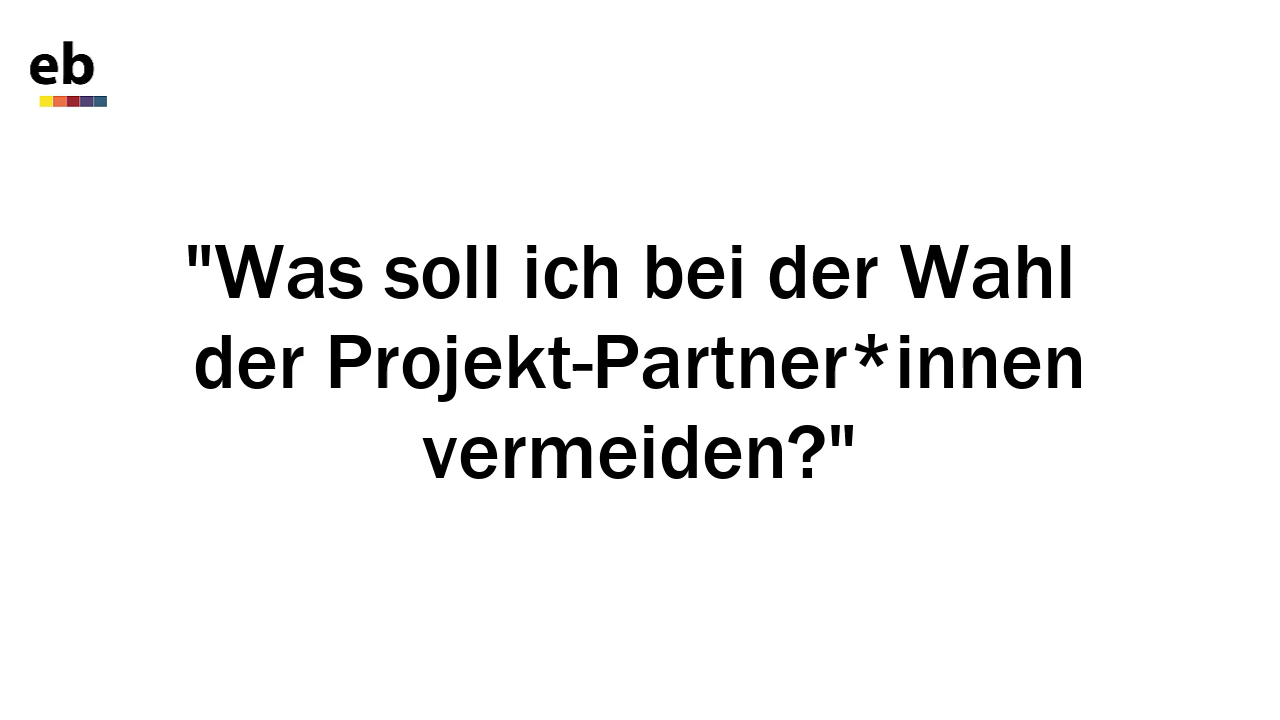 eb
"Was soll ich bei der Wahl
der Projekt-Partner*innen
vermeiden?"